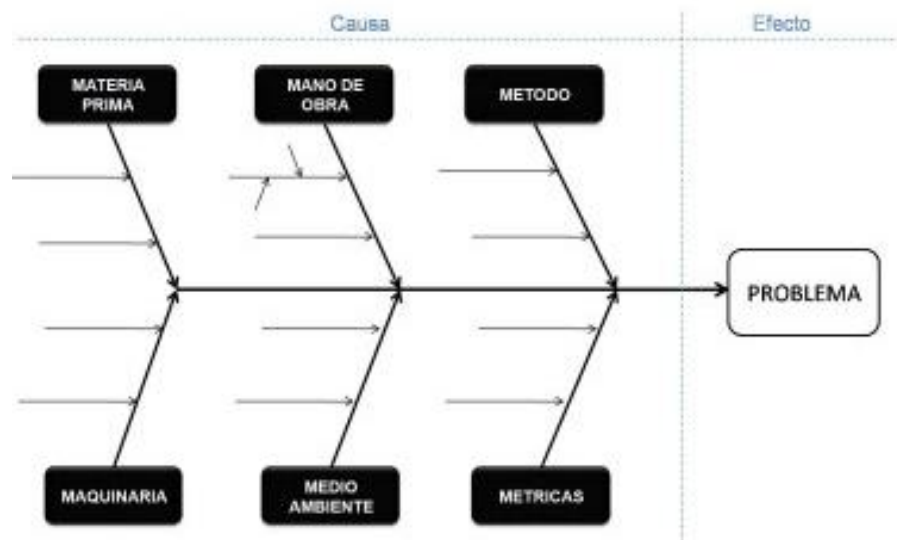 Causa
Efecto
MATERIA
PRIMA
MANO DE
OBRA
METODO
PROBLEMA
MAQUINARIA
MEDIO
AMBIENTE
METRICAS